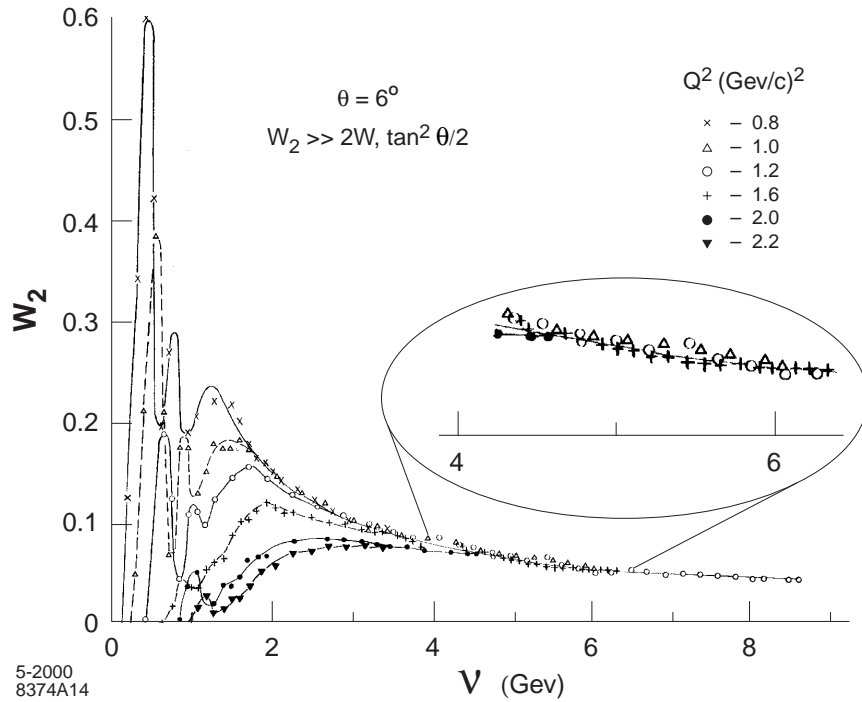 0.6
0.5
0.4
0.3
0.2
0.1
0
W₂
θ = 6°
W₂ >> 2W, tan² θ/2
Q² (Gev/c)²
× – 0.8
△ – 1.0
○ – 1.2
+ – 1.6
● – 2.0
▼ – 2.2
4 6
0 2 4 6 8
ν (Gev)
5-2000
8374A14